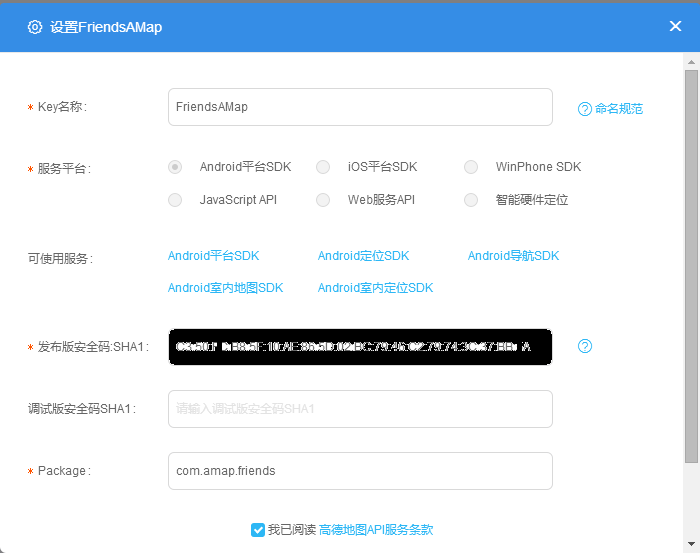 设置FriendsAMap
* Key名称: FriendsAMap 命名规范
* 服务平台: Android平台SDK iOS平台SDK WinPhone SDK
JavaScript API Web服务API 智能硬件定位
可使用服务: Android平台SDK Android定位SDK Android导航SDK
Android室内地图SDK Android室内定位SDK
* 发布版安全码:SHA1:
调试版安全码SHA1: 请输入调试版安全码SHA1
* Package: com.amap.friends
我已阅读 高德地图API服务条款